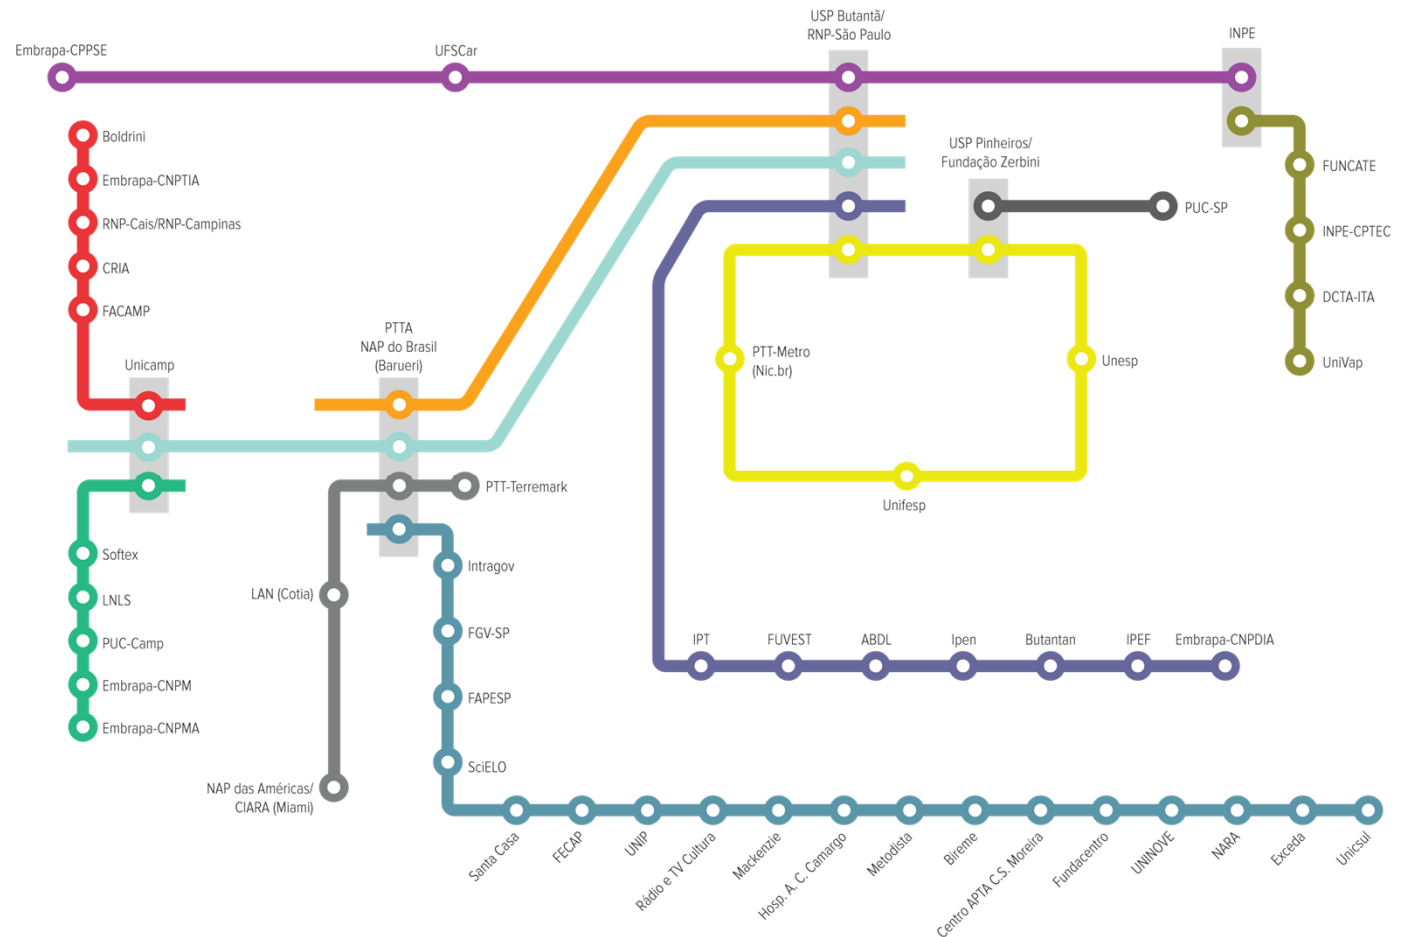 Embrapa-CPPSE
UFSCar
USP Butantã/
RNP-São Paulo
INPE
Boldrini
Embrapa-CNPTIA
RNP-Cais/RNP-Campinas
CRIA
FACAMP
Unicamp
PTTA
NAP do Brasil
(Barueri)
USP Pinheiros/
Fundação Zerbini
PUC-SP
FUNCATE
INPE-CPTEC
DCTA-ITA
UniVap
PTT-Metro
(Nic.br)
Unesp
Unifesp
PTT-Terremark
Softex
LNLS
PUC-Camp
Embrapa-CNPM
Embrapa-CNPMA
LAN (Cotia)
NAP das Américas/
CIARA (Miami)
Intragov
FGV-SP
FAPESP
SciELO
IPT
FUVEST
ABDL
Ipen
Butantan
IPEF
Embrapa-CNPDIA
Santa Casa
FECAP
UNIP
Rádio e TV Cultura
Mackenzie
Hosp. A. C. Camargo
Metodista
Bireme
Centro APTA C.S. Moreira
Fundacentro
UNINOVE
NARA
Exceda
Unicsul